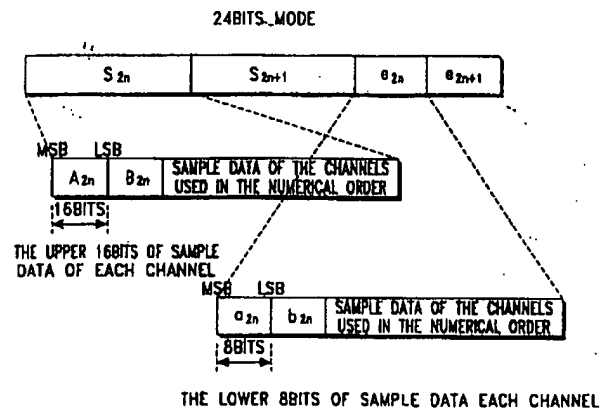 24BITS MODE
S2n S2n+1 e2n e2n+1
MSB LSB
A2n B2n SAMPLE DATA OF THE CHANNELS
USED IN THE NUMERICAL ORDER
16BITS
THE UPPER 16BITS OF SAMPLE
DATA OF EACH CHANNEL
MSB LSB
a2n b2n SAMPLE DATA OF THE CHANNELS
USED IN THE NUMERICAL ORDER
8BITS
THE LOWER 8BITS OF SAMPLE DATA EACH CHANNEL